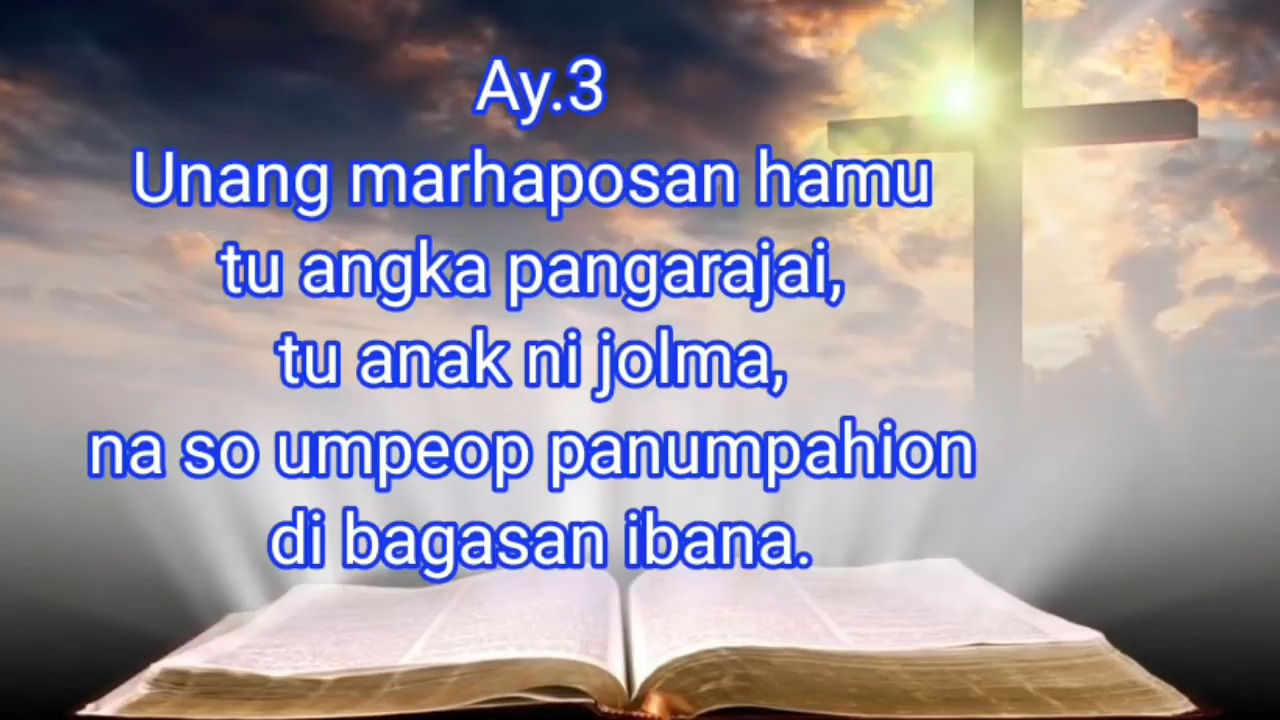 Ay.3
Unang marhaposan hamu
tu angka pangarajai,
tu anak ni jolma,
na so umpeop panumpahion
di bagasan ibana.